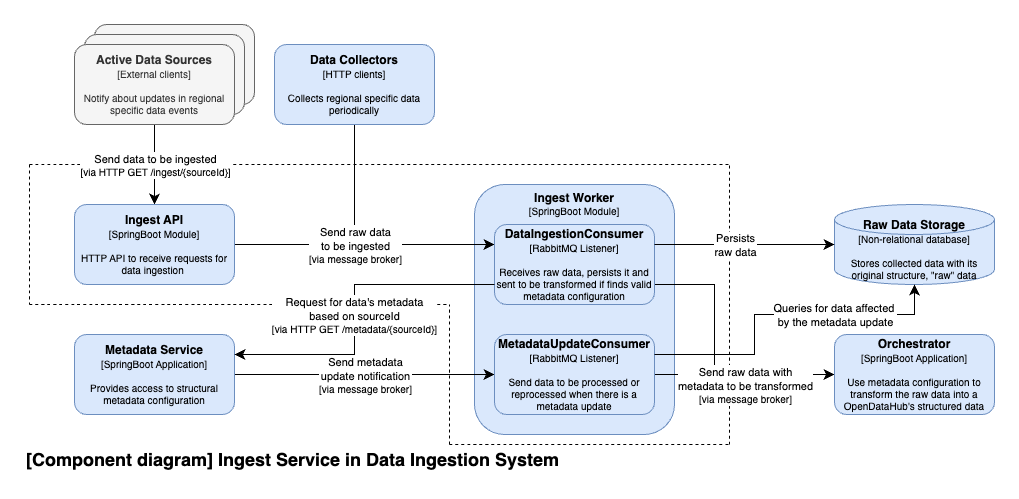 Active Data Sources
[External clients]
Notify about updates in regional
specific data events
Data Collectors
[HTTP clients]
Collects regional specific data
periodically
Send data to be ingested
[via HTTP GET /ingest/{sourceId}]
Ingest API
[SpringBoot Module]
HTTP API to receive requests for
data ingestion
Send raw data
to be ingested
[via message broker]
Ingest Worker
[SpringBoot Module]
DataIngestionConsumer
[RabbitMQ Listener]
Receives raw data, persists it and
sent to be transformed if finds valid
metadata configuration
Persists
raw data
Raw Data Storage
[Non-relational database]
Stores collected data with its
original structure, "raw" data
Request for data's metadata
based on sourceId
[via HTTP GET /metadata/{sourceId}]
Queries for data affected
by the metadata update
Metadata Service
[SpringBoot Application]
Provides access to structural
metadata configuration
Send metadata
update notification
[via message broker]
MetadataUpdateConsumer
[RabbitMQ Listener]
Send data to be processed or
reprocessed when there is a
metadata update
Send raw data with
metadata to be transformed
[via message broker]
Orchestrator
[SpringBoot Application]
Use metadata configuration to
transform the raw data into a
OpenDataHub's structured data
[Component diagram] Ingest Service in Data Ingestion System